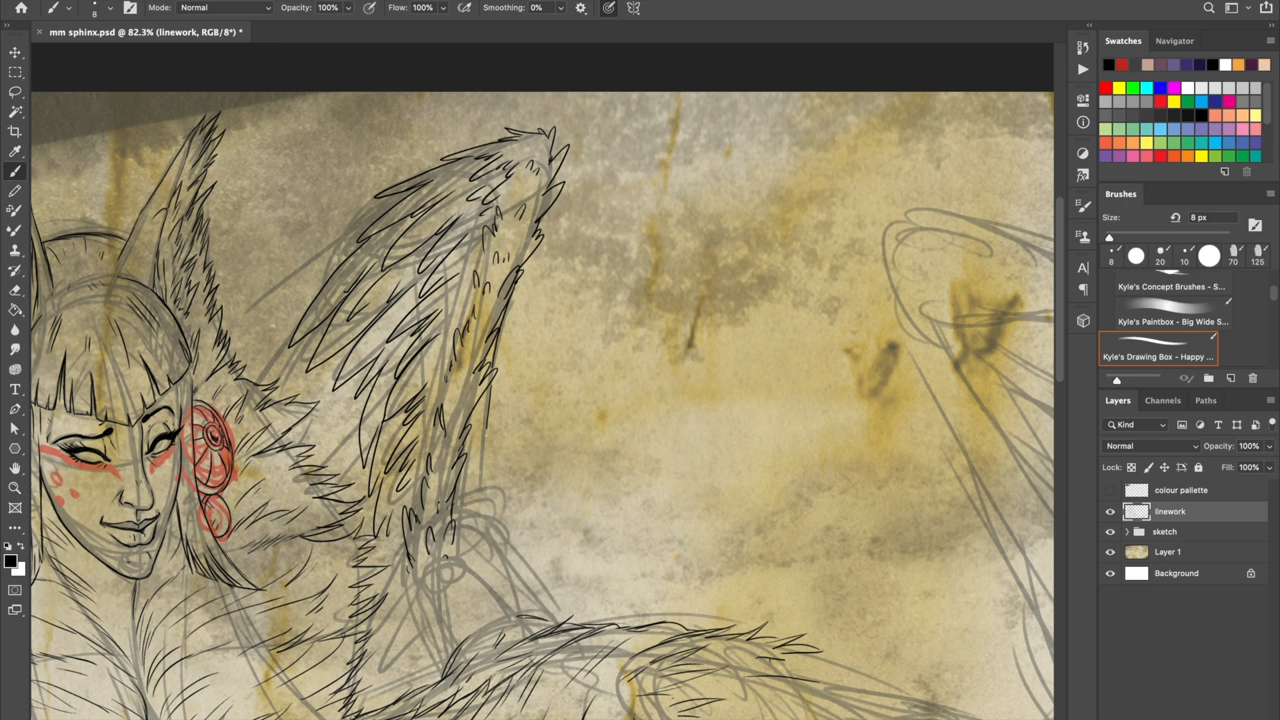 8
Mode: Normal
Opacity: 100%
Flow: 100%
Smoothing: 0%
mm sphinx.psd @ 82.3% (linework, RGB/8*) *
Swatches
Navigator
Brushes
Size:
8 px
8
20
10
70
125
Kyle's Concept Brushes - S...
Kyle's Paintbox - Big Wide S...
Kyle's Drawing Box - Happy ...
Layers
Channels
Paths
Kind
Normal
Opacity: 100%
Lock:
Fill: 100%
colour palette
linework
sketch
Layer 1
Background